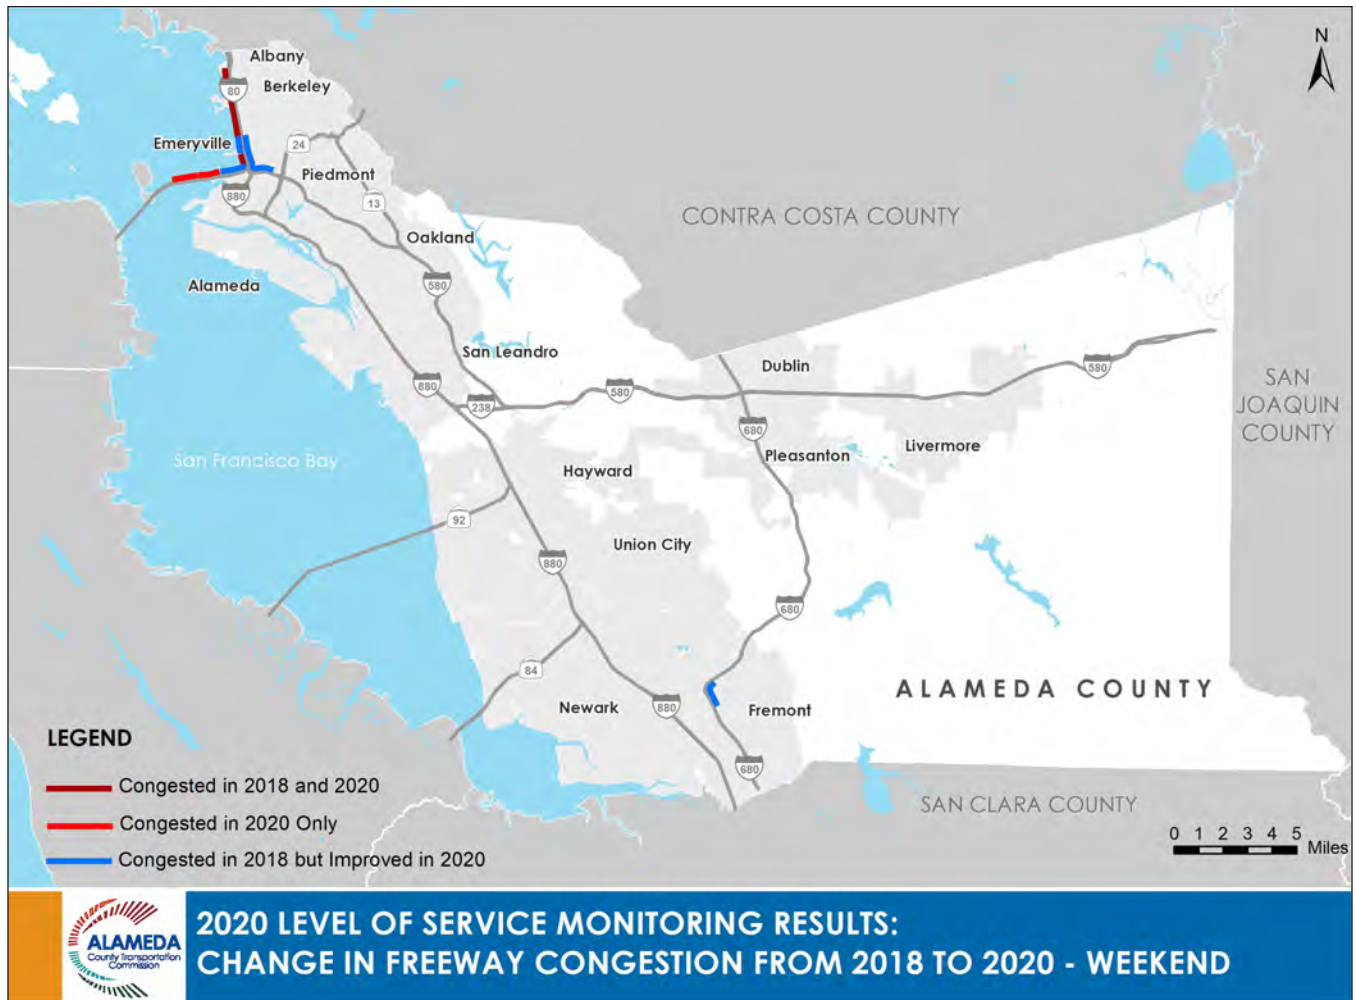 N
Albany
80
Berkeley
Emeryville
24
Piedmont
880
13
CONTRA COSTA COUNTY
Oakland
Alameda
580
San Leandro
Dublin
580
880
580
238
SAN
JOAQUIN
COUNTY
680
Livermore
Pleasanton
San Francisco Bay
Hayward
92
Union City
880
680
84
ALAMEDA COUNTY
Newark
880
Fremont
LEGEND
680
Congested in 2018 and 2020
SAN CLARA COUNTY
Congested in 2020 Only
0 1 2 3 4 5
Miles
Congested in 2018 but Improved in 2020
ALAMEDA
County Transportation
Commission
2020 LEVEL OF SERVICE MONITORING RESULTS:
CHANGE IN FREEWAY CONGESTION FROM 2018 TO 2020 - WEEKEND